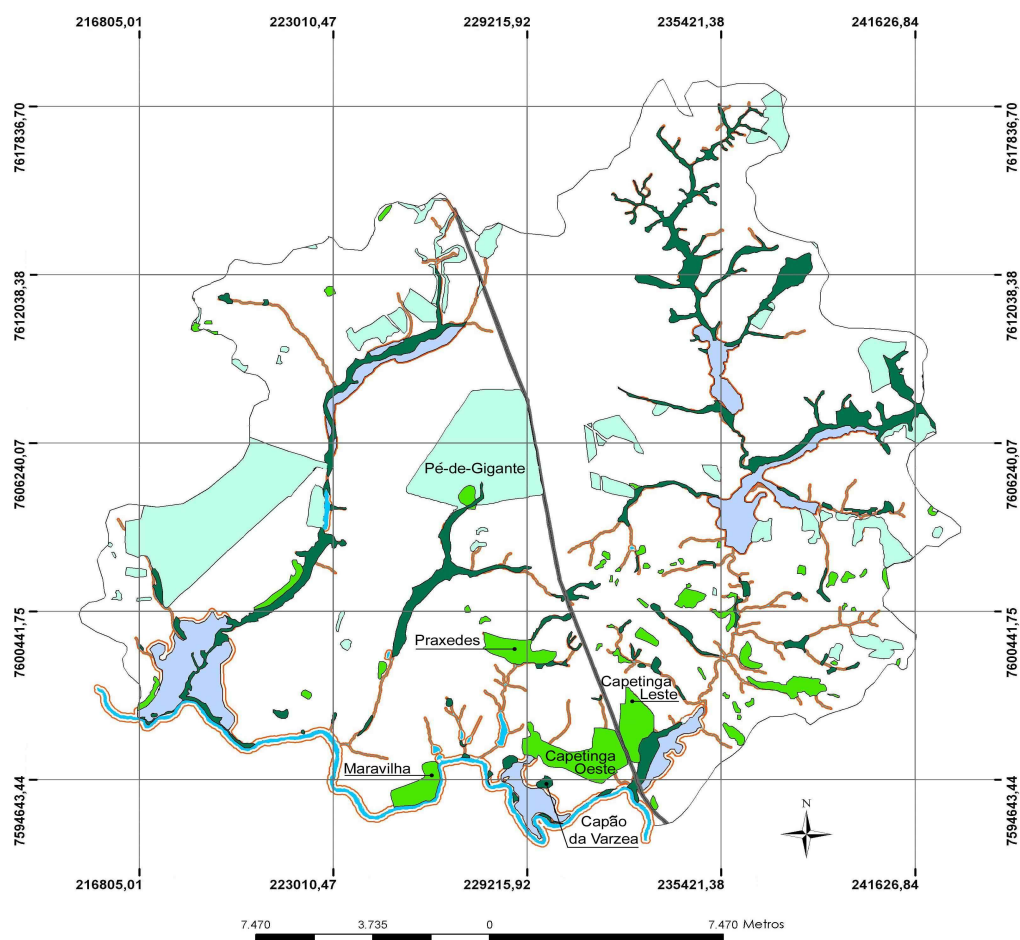 216805,01 223010,47 229215,92 235421,38 241626,84
7617836,70 7617836,70
7612038,38 7612038,38
7606240,07 7606240,07
Pé-de-Gigante
7600441,75 7600441,75
Praxedes
Capetinga
Leste
Capetinga
Oeste
Maravilha
7594643,44 7594643,44
Capão
da Varzea
N
216805,01 223010,47 229215,92 235421,38 241626,84
7.470 3.735 0 7.470 Metros